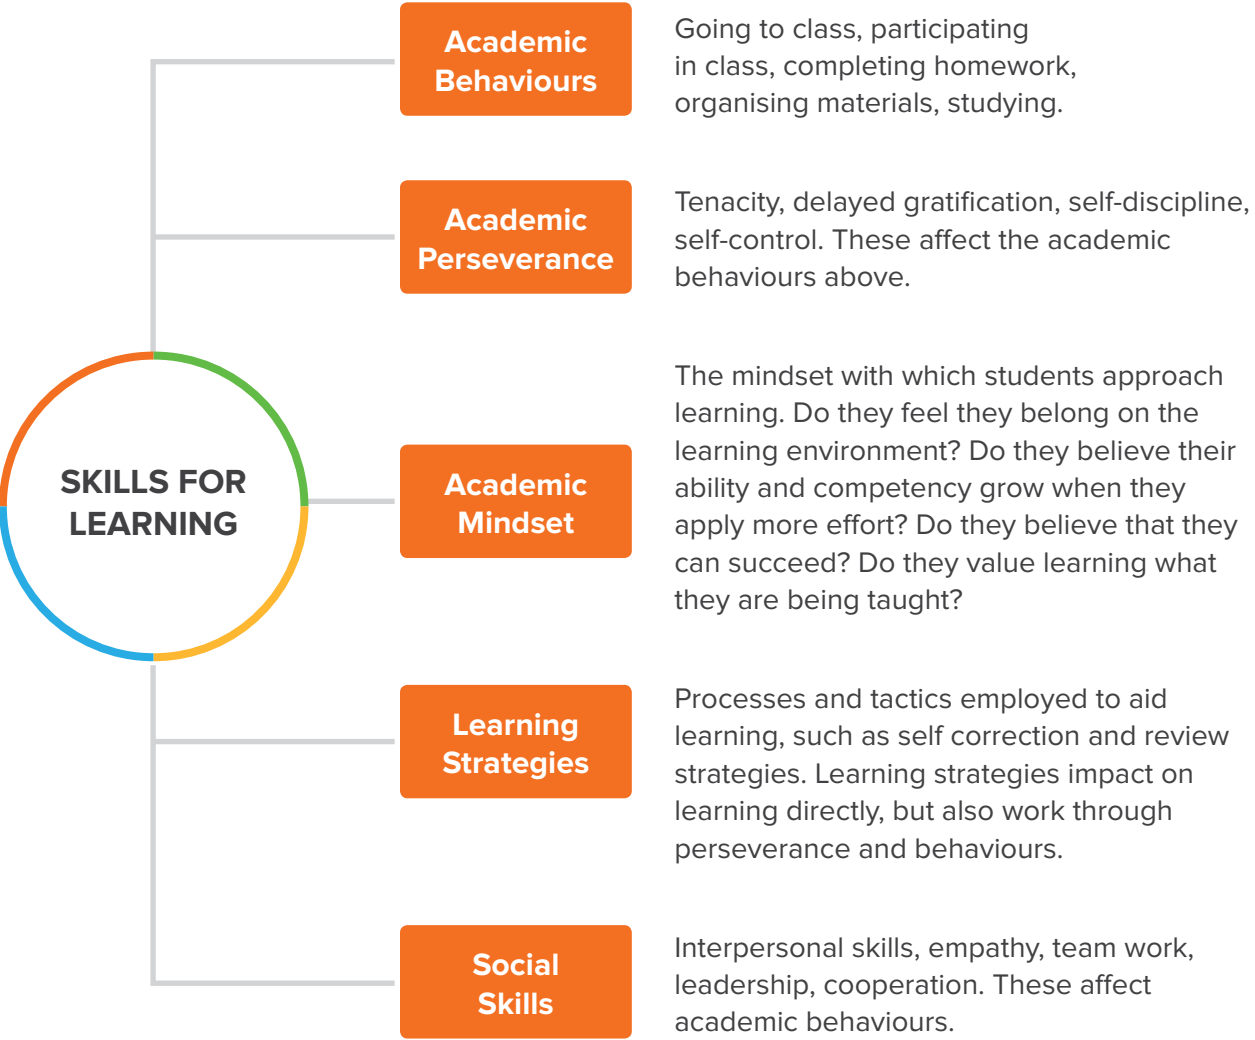 Academic
Behaviours
Going to class, participating
in class, completing homework,
organising materials, studying.
Academic
Perseverance
Tenacity, delayed gratification, self-discipline,
self-control. These affect the academic
behaviours above.
SKILLS FOR
LEARNING
Academic
Mindset
The mindset with which students approach
learning. Do they feel they belong on the
learning environment? Do they believe their
ability and competency grow when they
apply more effort? Do they believe that they
can succeed? Do they value learning what
they are being taught?
Learning
Strategies
Processes and tactics employed to aid
learning, such as self correction and review
strategies. Learning strategies impact on
learning directly, but also work through
perseverance and behaviours.
Social
Skills
Interpersonal skills, empathy, team work,
leadership, cooperation. These affect
academic behaviours.